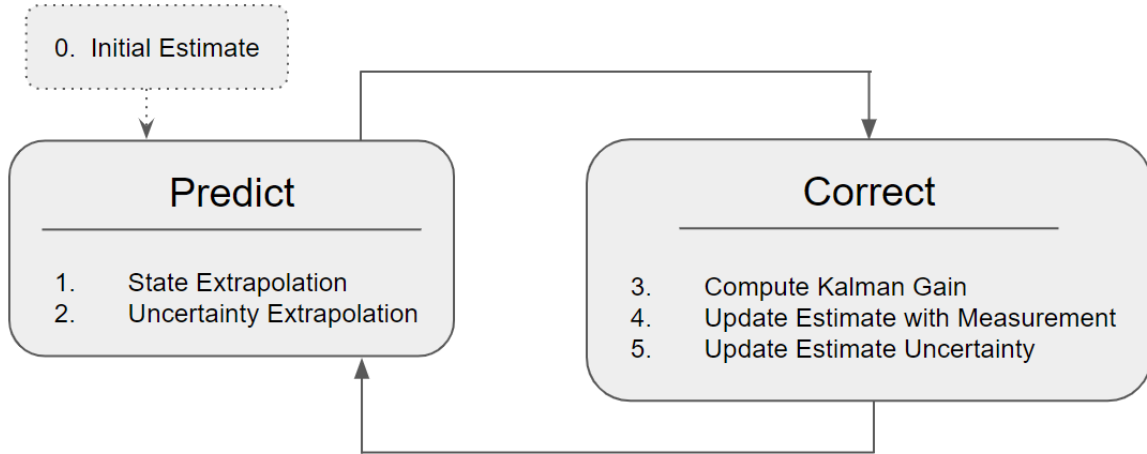 0. Initial Estimate
Predict
1. State Extrapolation
2. Uncertainty Extrapolation
Correct
3. Compute Kalman Gain
4. Update Estimate with Measurement
5. Update Estimate Uncertainty